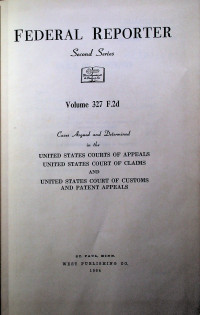 FEDERAL REPORTER
Second Series
Volume 327 F.2d
Cases Argued and Determined
in the
UNITED STATES COURTS OF APPEALS
UNITED STATES COURT OF CLAIMS
AND
UNITED STATES COURT OF CUSTOMS
AND PATENT APPEALS
ST. PAUL, MINN.
WEST PUBLISHING CO.